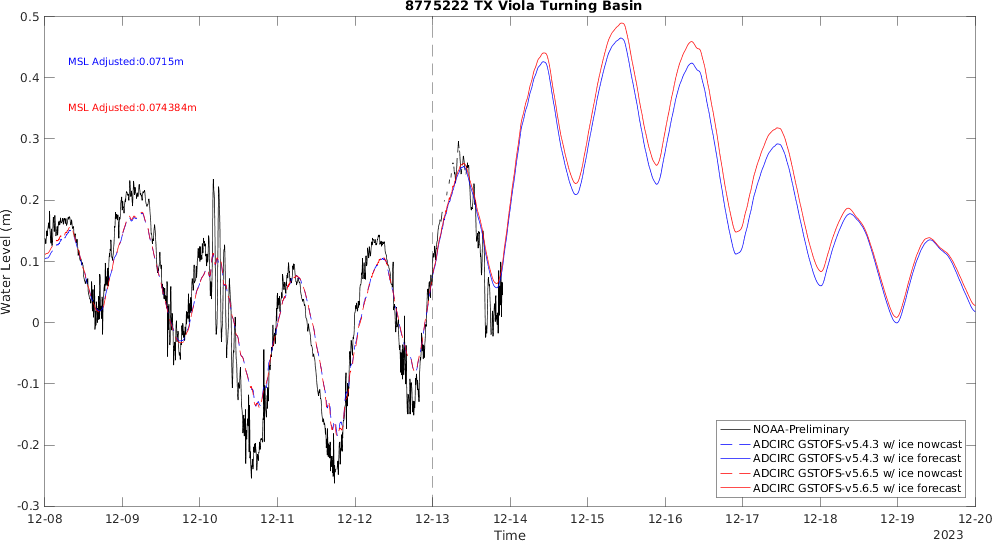 8775222 TX Viola Turning Basin
MSL Adjusted:0.0715m
MSL Adjusted:0.074384m
Water Level (m)
0.5
0.4
0.3
0.2
0.1
0
-0.1
-0.2
-0.3
NOAA-Preliminary
ADCIRC GSTOFS-v5.4.3 w/ ice nowcast
ADCIRC GSTOFS-v5.4.3 w/ ice forecast
ADCIRC GSTOFS-v5.6.5 w/ ice nowcast
ADCIRC GSTOFS-v5.6.5 w/ ice forecast
12-08 12-09 12-10 12-11 12-12 12-13 12-14 12-15 12-16 12-17 12-18 12-19 12-20
Time
2023